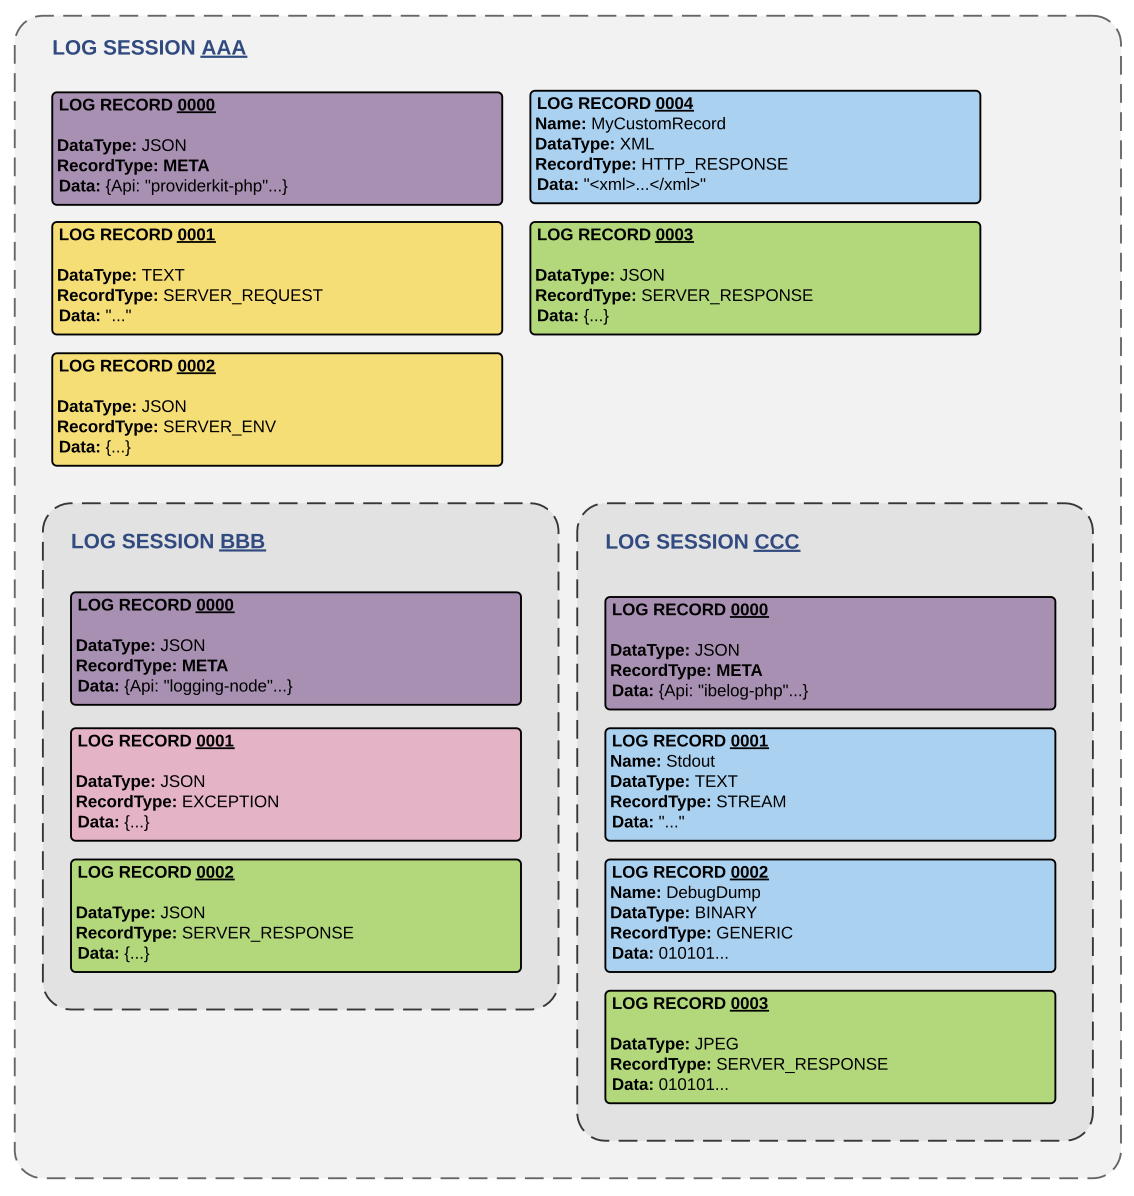 LOG SESSION AAA
LOG RECORD 0000
DataType: JSON
RecordType: META
Data: {Api: "providerkit-php"...}
LOG RECORD 0001
DataType: TEXT
RecordType: SERVER_REQUEST
Data: "..."
LOG RECORD 0002
DataType: JSON
RecordType: SERVER_ENV
Data: {...}
LOG RECORD 0004
Name: MyCustomRecord
DataType: XML
RecordType: HTTP_RESPONSE
Data: "<xml>...</xml>"
LOG RECORD 0003
DataType: JSON
RecordType: SERVER_RESPONSE
Data: {...}
LOG SESSION BBB
LOG RECORD 0000
DataType: JSON
RecordType: META
Data: {Api: "logging-node"...}
LOG RECORD 0001
DataType: JSON
RecordType: EXCEPTION
Data: {...}
LOG RECORD 0002
DataType: JSON
RecordType: SERVER_RESPONSE
Data: {...}
LOG SESSION CCC
LOG RECORD 0000
DataType: JSON
RecordType: META
Data: {Api: "ibelog-php"...}
LOG RECORD 0001
Name: Stdout
DataType: TEXT
RecordType: STREAM
Data: "..."
LOG RECORD 0002
Name: DebugDump
DataType: BINARY
RecordType: GENERIC
Data: 010101...
LOG RECORD 0003
DataType: JPEG
RecordType: SERVER_RESPONSE
Data: 010101...